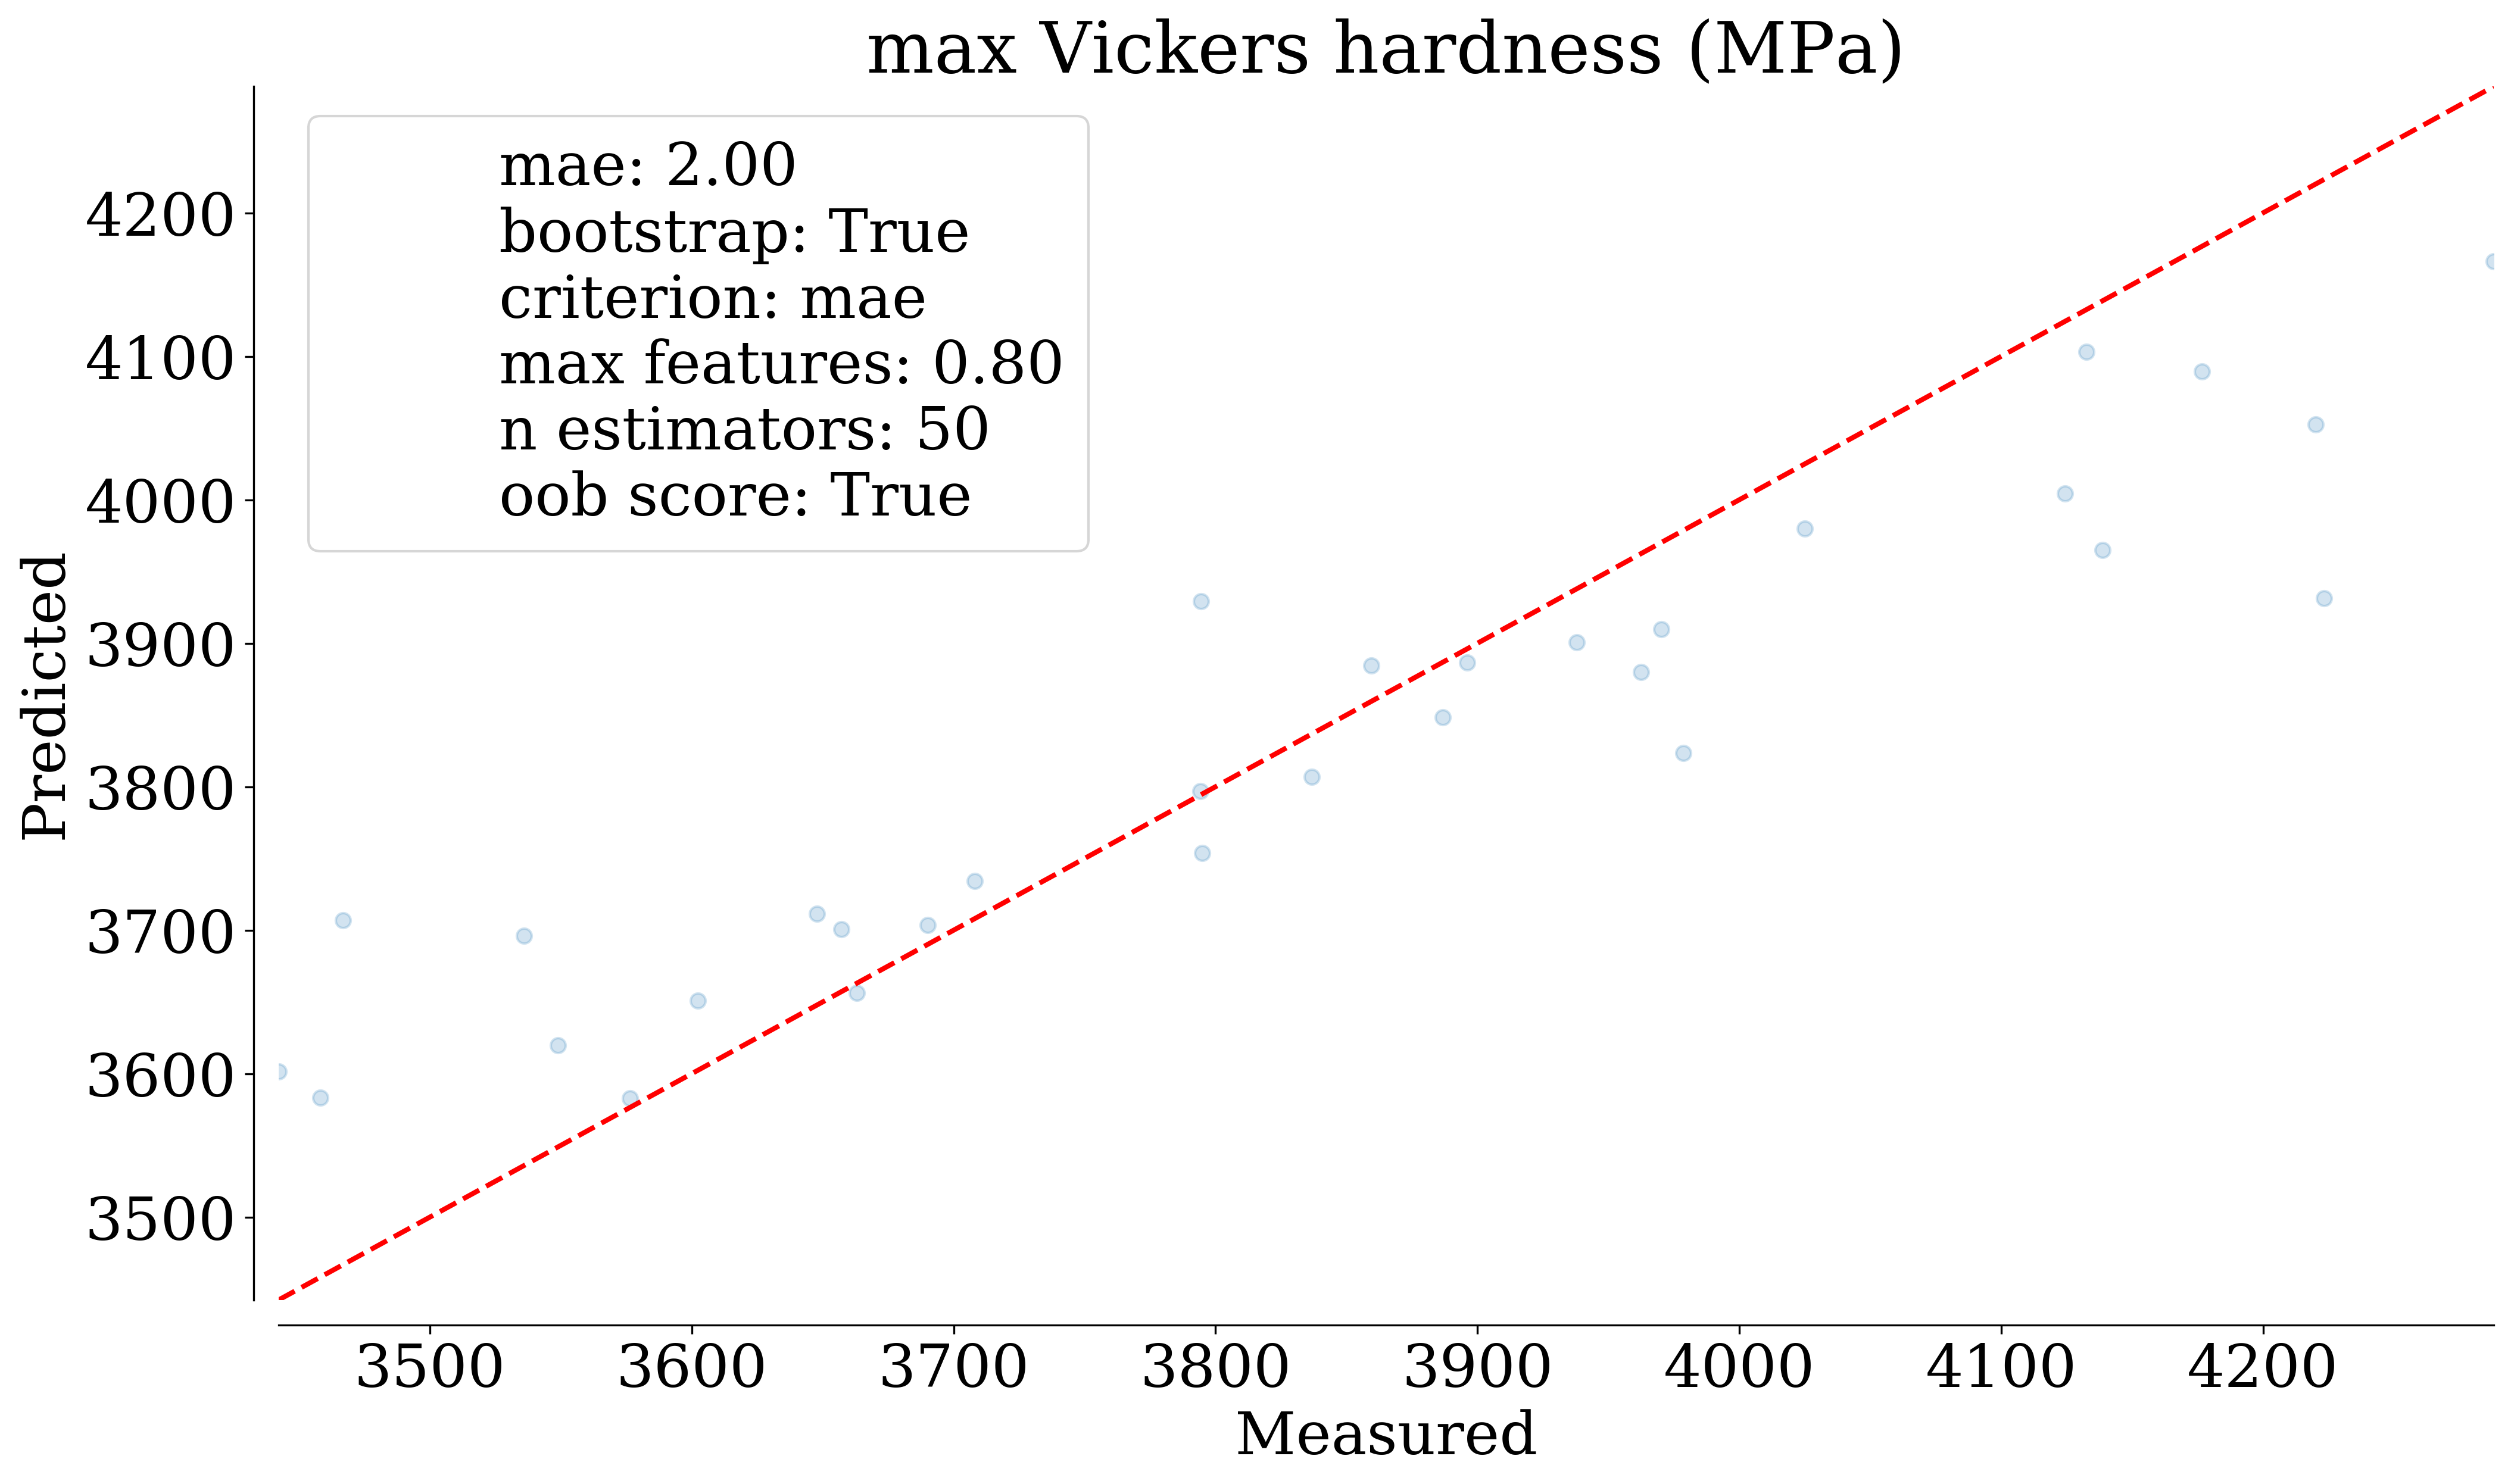 max Vickers hardness (MPa)
mae: 2.00
bootstrap: True
criterion: mae
max features: 0.80
n estimators: 50
oob score: True
Predicted
4200
4100
4000
3900
3800
3700
3600
3500
3500 3600 3700 3800 3900 4000 4100 4200
Measured